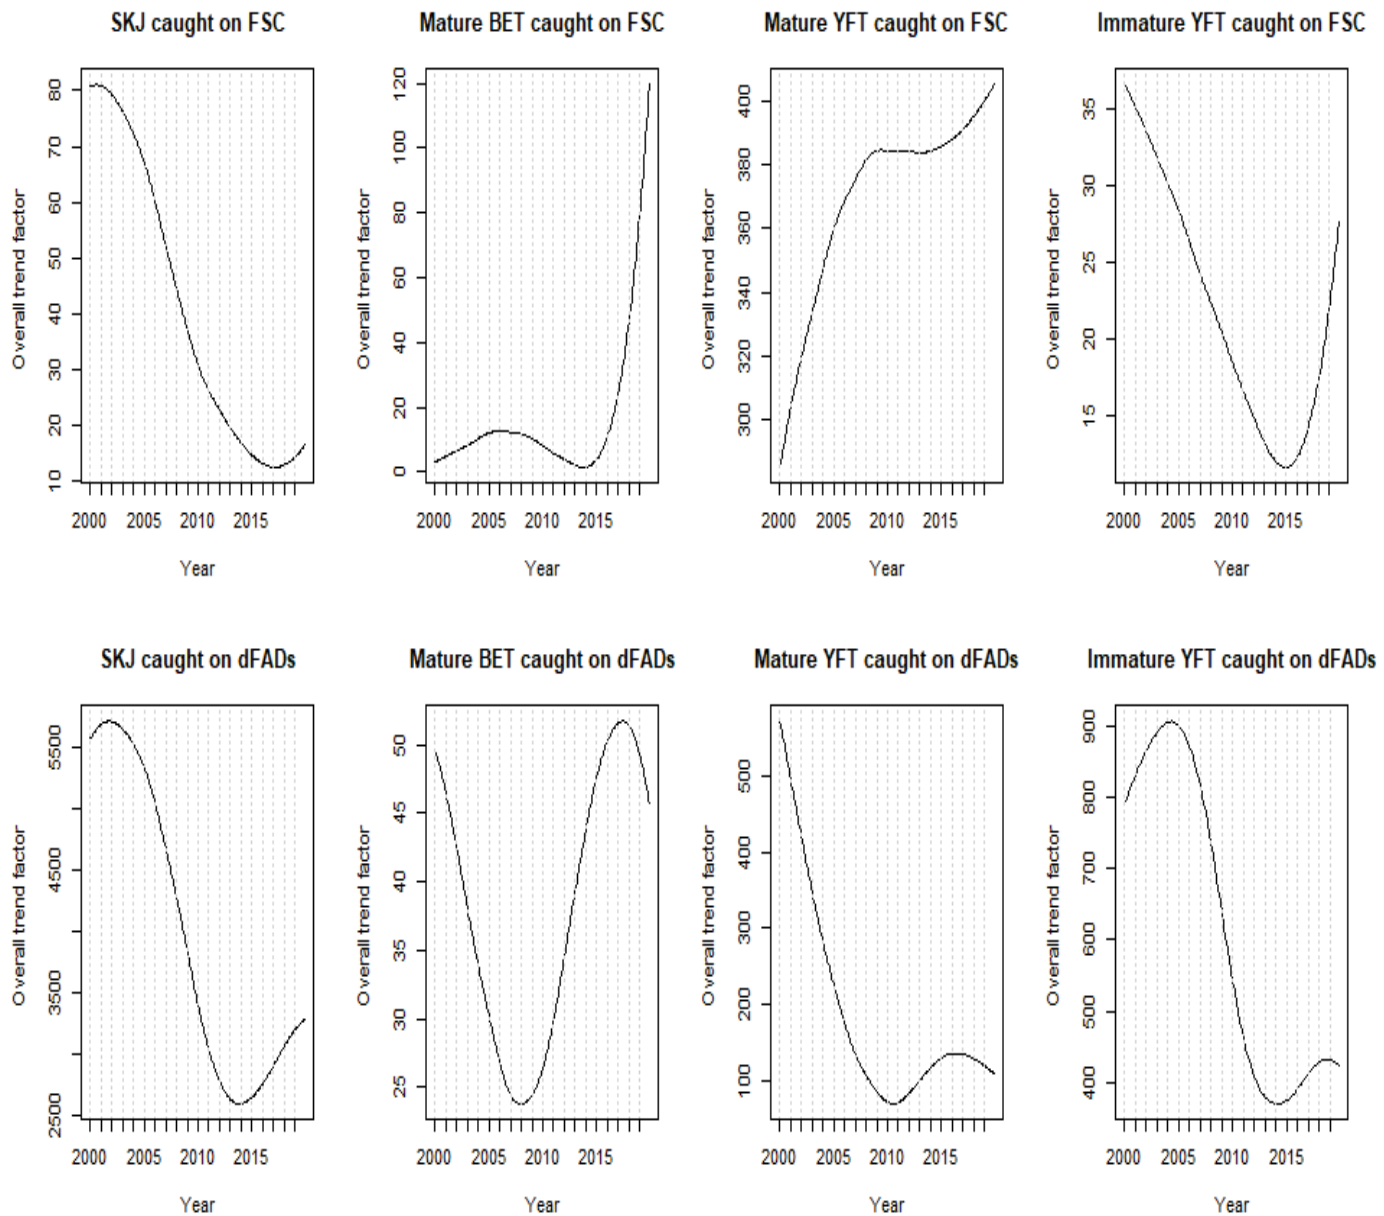 SKJ caught on FSC
Mature BET caught on FSC
Mature YFT caught on FSC
Immature YFT caught on FSC
Overall trend factor
10 20 30 40 50 60 70 80
2000 2005 2010 2015
Year
Overall trend factor
0 20 40 60 80 100 120
2000 2005 2010 2015
Year
Overall trend factor
300 320 340 360 380 400
2000 2005 2010 2015
Year
Overall trend factor
15 20 25 30 35
2000 2005 2010 2015
Year
SKJ caught on dFADs
Mature BET caught on dFADs
Mature YFT caught on dFADs
Immature YFT caught on dFADs
Overall trend factor
2500 3500 4500 5500
2000 2005 2010 2015
Year
Overall trend factor
25 30 35 40 45 50
2000 2005 2010 2015
Year
Overall trend factor
100 200 300 400 500
2000 2005 2010 2015
Year
Overall trend factor
400 500 600 700 800 900
2000 2005 2010 2015
Year